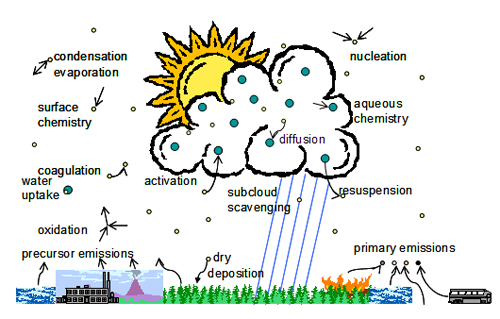 condensation
evaporation
nucleation
surface
chemistry
aqueous
chemistry
diffusion
coagulation
water
uptake
activation
subcloud
scavenging
resuspension
oxidation
precursor emissions
dry
deposition
primary emissions